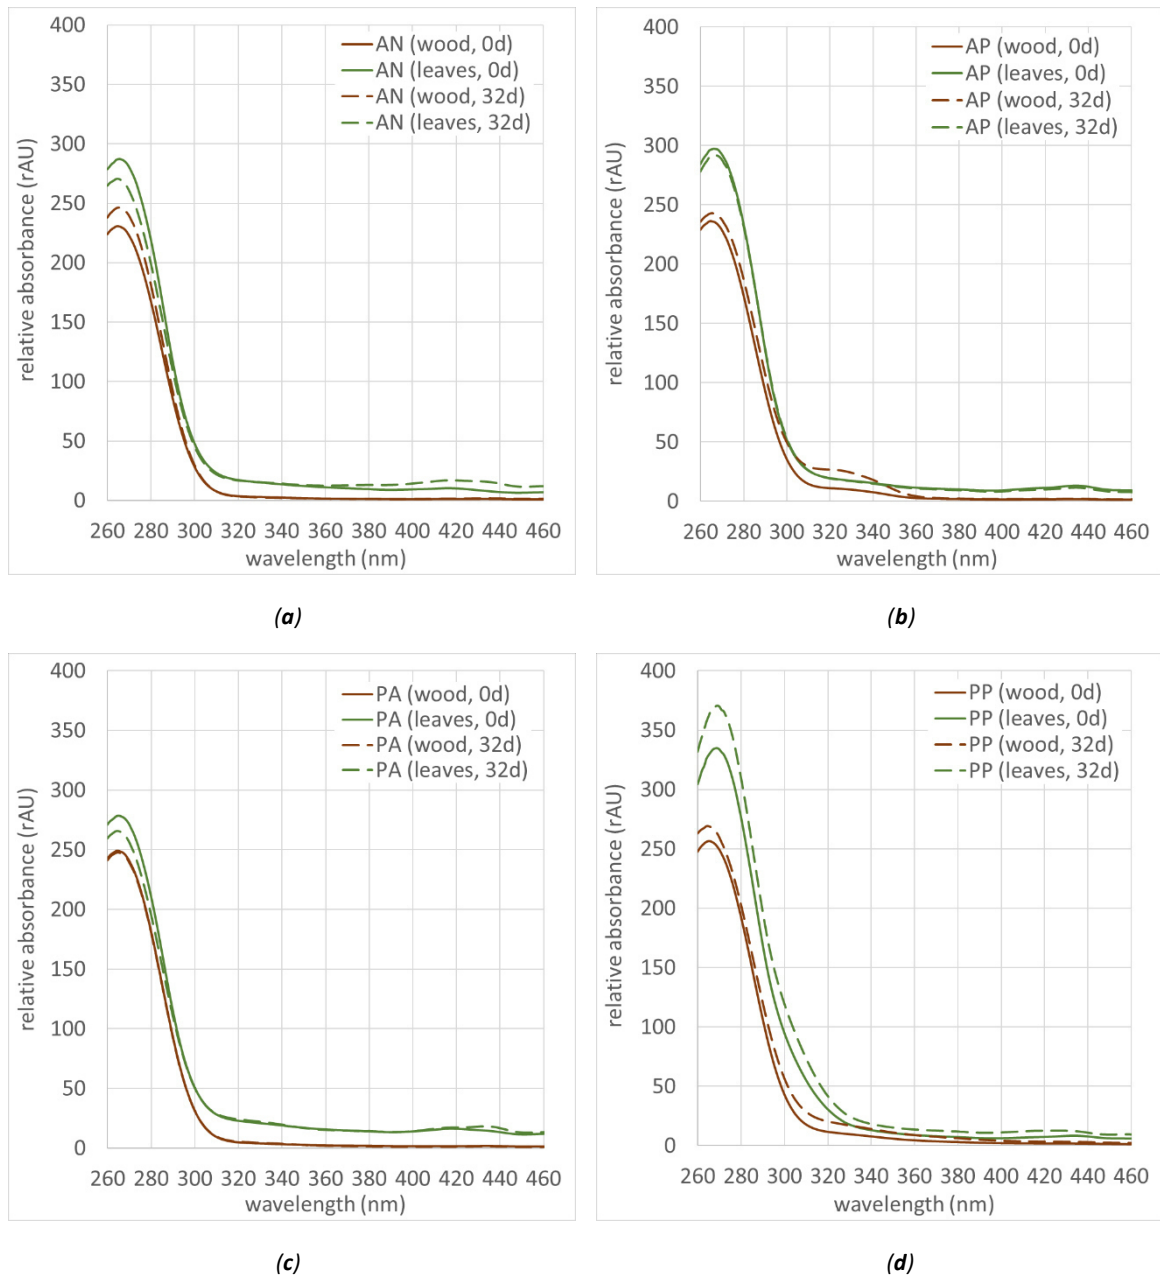 400
350
300
250
200
150
100
50
0
relative absorbance (rAU)
AN (wood, 0d)
AN (leaves, 0d)
AN (wood, 32d)
AN (leaves, 32d)
260 280 300 320 340 360 380 400 420 440 460
wavelength (nm)
(a)
400
350
300
250
200
150
100
50
0
relative absorbance (rAU)
AP (wood, 0d)
AP (leaves, 0d)
AP (wood, 32d)
AP (leaves, 32d)
260 280 300 320 340 360 380 400 420 440 460
wavelength (nm)
(b)
400
350
300
250
200
150
100
50
0
relative absorbance (rAU)
PA (wood, 0d)
PA (leaves, 0d)
PA (wood, 32d)
PA (leaves, 32d)
260 280 300 320 340 360 380 400 420 440 460
wavelength (nm)
(c)
400
350
300
250
200
150
100
50
0
relative absorbance (rAU)
PP (wood, 0d)
PP (leaves, 0d)
PP (wood, 32d)
PP (leaves, 32d)
260 280 300 320 340 360 380 400 420 440 460
wavelength (nm)
(d)